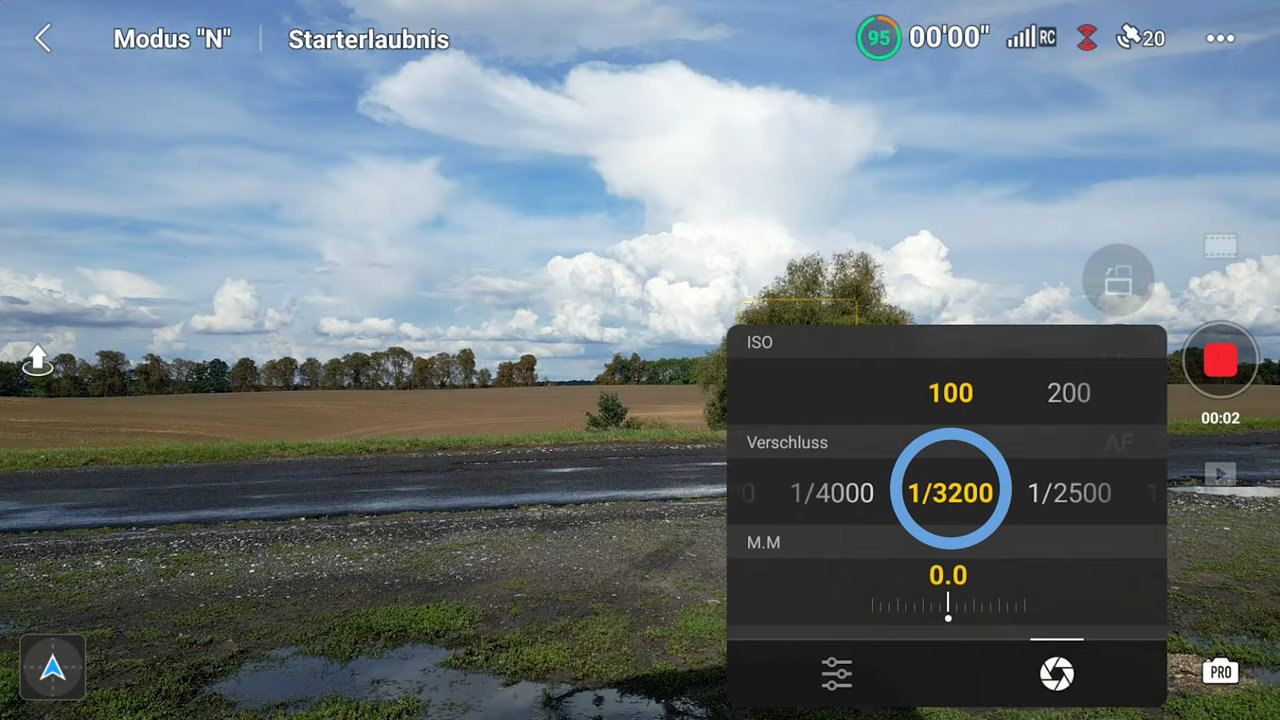 Modus "N" | Starterlaubnis
95 00'00" RC 20
ISO
100 200
00:02
Verschluss
AF
1/4000 1/3200 1/2500
M.M
0.0
PRO